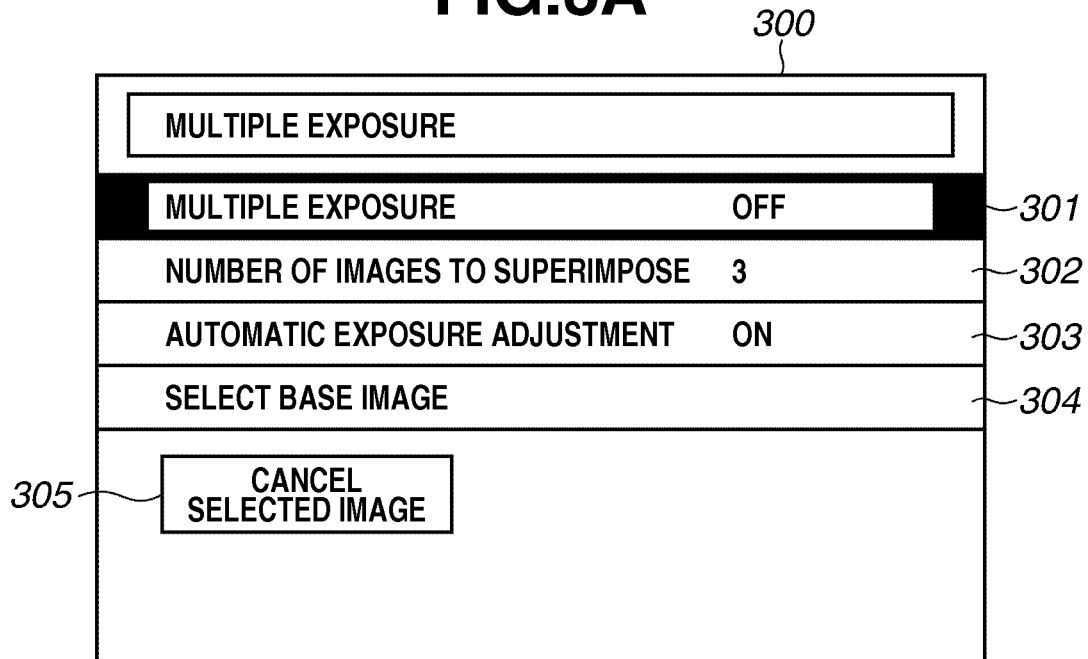 300
MULTIPLE EXPOSURE
MULTIPLE EXPOSURE OFF 301
NUMBER OF IMAGES TO SUPERIMPOSE 3 302
AUTOMATIC EXPOSURE ADJUSTMENT ON 303
SELECT BASE IMAGE 304
305 CANCEL
SELECTED IMAGE